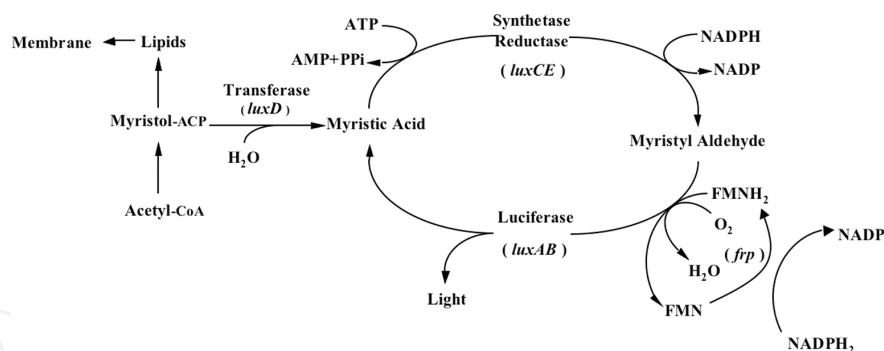 ATP
Synthetase
Reductase
( luxCE )
NADPH
AMP+PPi
NADP
Membrane
Lipids
Transferase
( luxD )
Myristol-ACP
Myristic Acid
H₂O
Myristyl Aldehyde
Acetyl-CoA
Luciferase
( luxAB )
FMNH₂
O₂
NADP
H₂O
( frp )
Light
FMN
NADPH₂